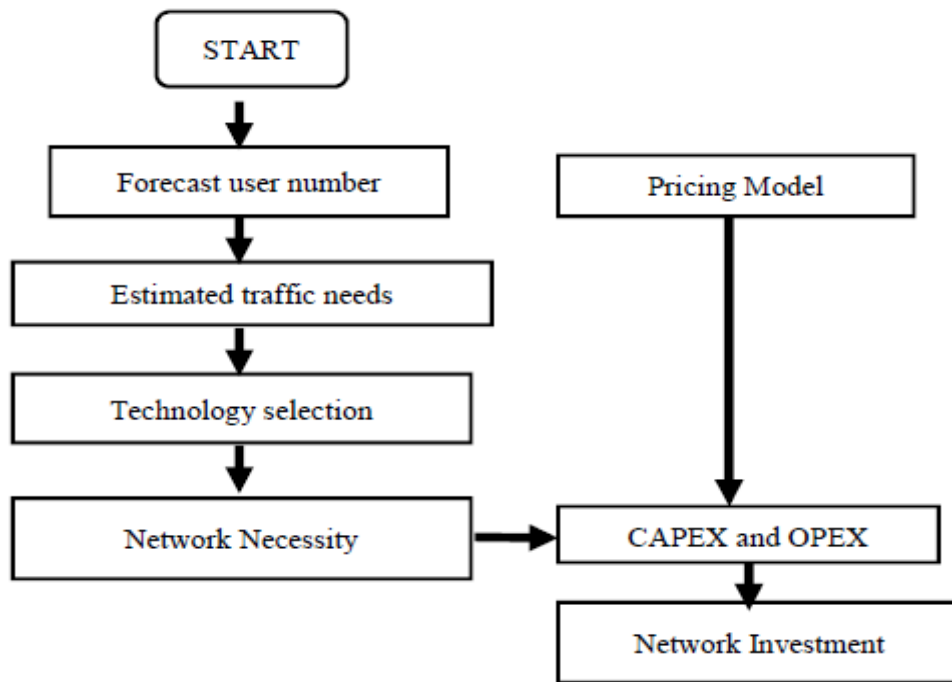 START
Forecast user number
Pricing Model
Estimated traffic needs
Technology selection
Network Necessity
CAPEX and OPEX
Network Investment